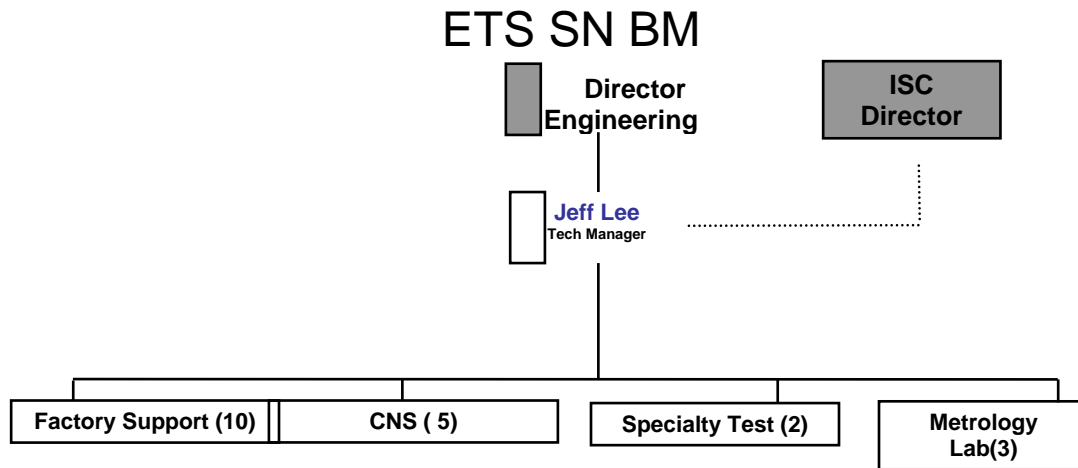 ETS SN BM
Director
Engineering
ISC
Director
Jeff Lee
Tech Manager
Factory Support (10)
CNS ( 5)
Specialty Test (2)
Metrology
Lab(3)